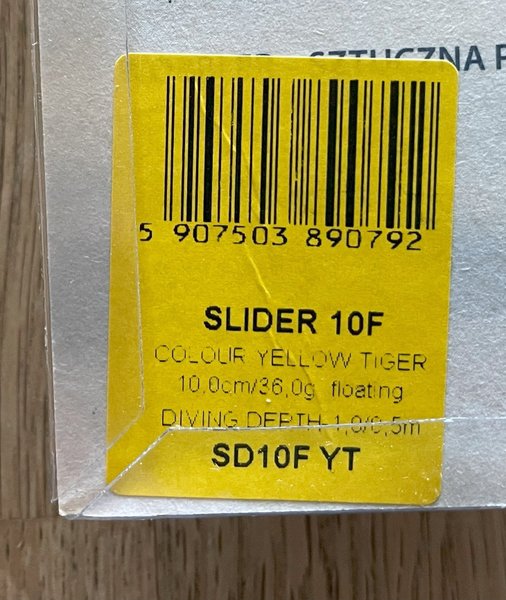 SZTUCZNA
5 907503 890792
SLIDER 10F
COLOUR YELLOW TIGER
10,0cm/36,0g floating
DIVING DEPTH 1,0/0,5m
SD10F YT